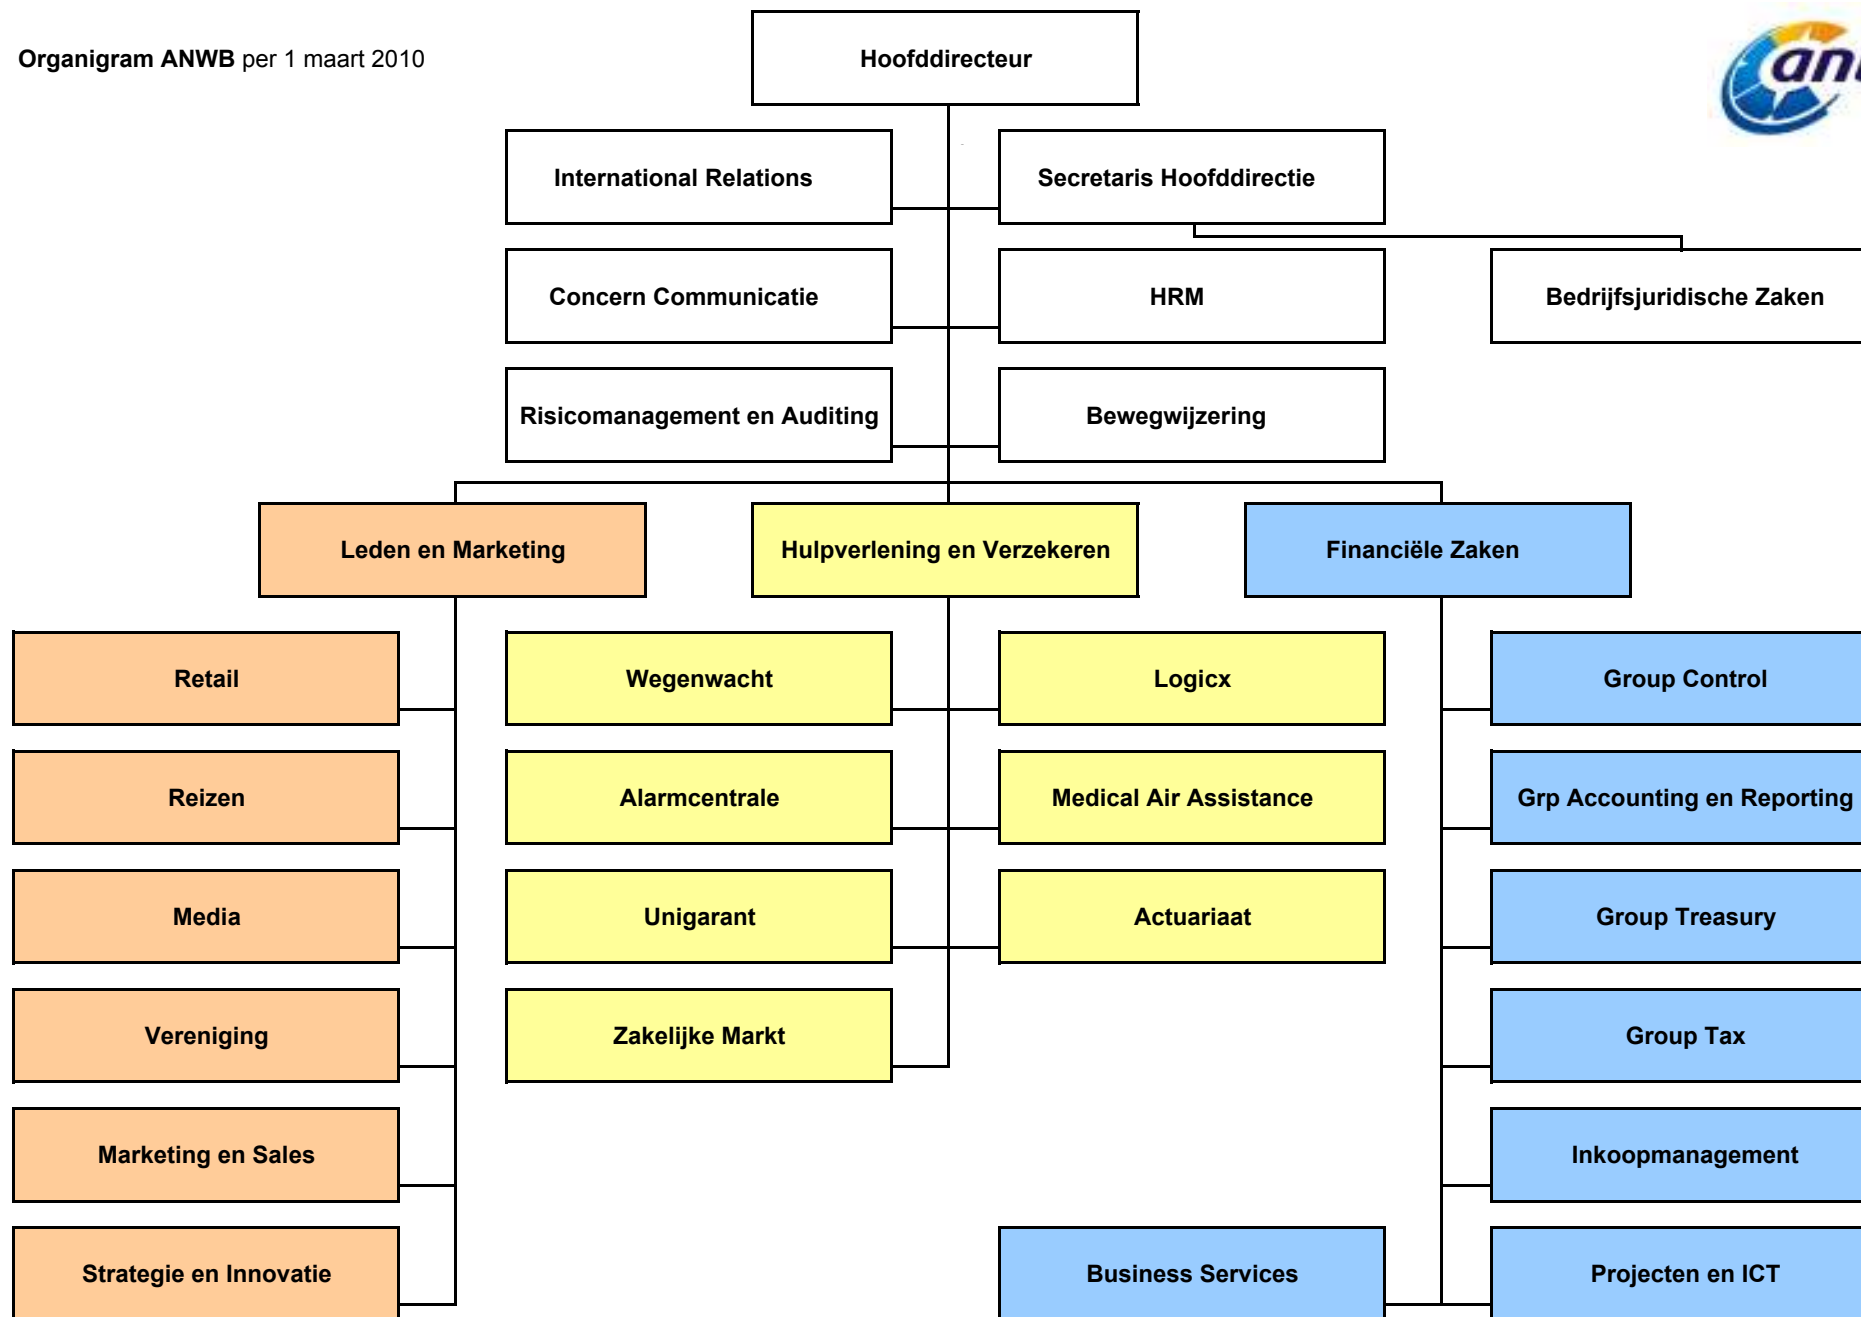 Organigram ANWB per 1 maart 2010
Hoofddirecteur
International Relations
Secretaris Hoofddirectie
Concern Communicatie
HRM
Bedrijfsjuridische Zaken
Risicomanagement en Auditing
Bewegwijzering
Leden en Marketing
Hulpverlening en Verzekeren
Financiële Zaken
Retail
Wegenwacht
Logicx
Group Control
Reizen
Alarmcentrale
Medical Air Assistance
Grp Accounting en Reporting
Media
Unigarant
Actuariaat
Group Treasury
Vereniging
Zakelijke Markt
Group Tax
Marketing en Sales
Inkoopmanagement
Strategie en Innovatie
Business Services
Projecten en ICT